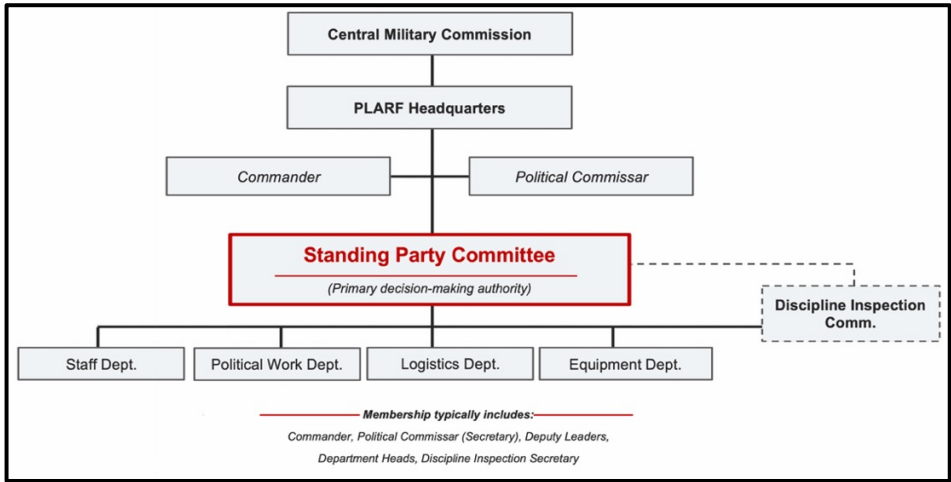 Central Military Commission
PLARF Headquarters
Commander
Political Commissar
Standing Party Committee
(Primary decision-making authority)
Discipline Inspection
Comm.
Staff Dept.
Political Work Dept.
Logistics Dept.
Equipment Dept.
Membership typically includes:
Commander, Political Commissar (Secretary), Deputy Leaders,
Department Heads, Discipline Inspection Secretary